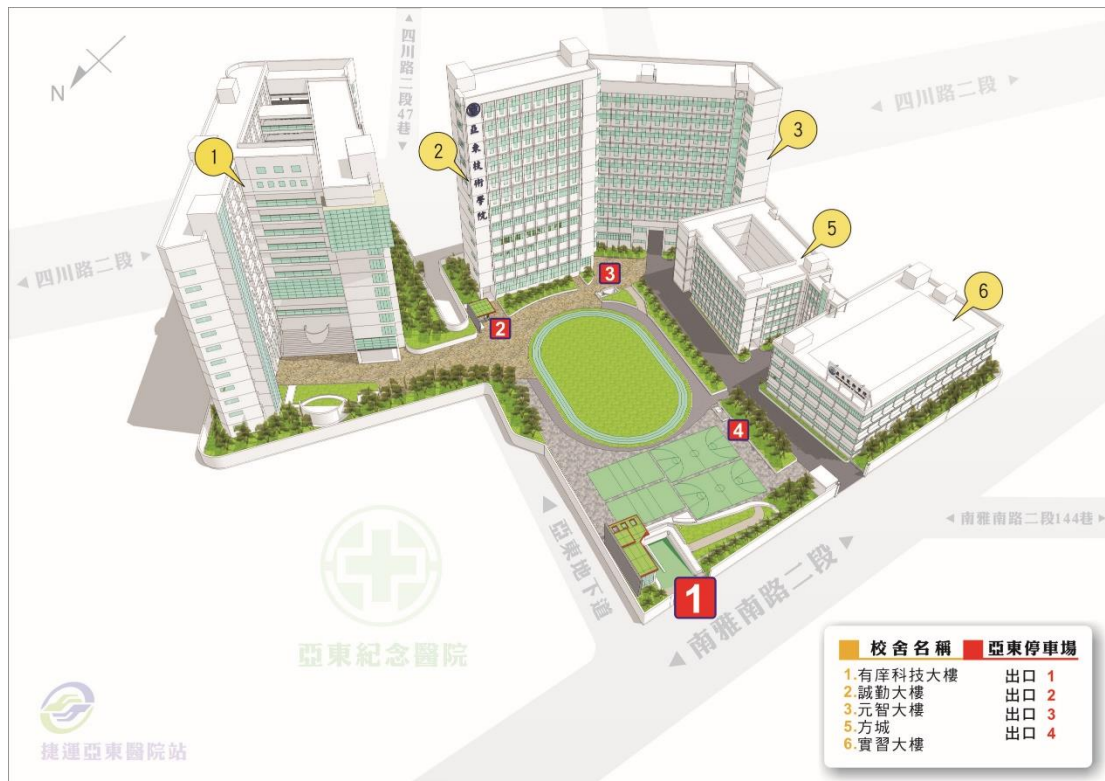 N
四川路二段47巷
四川路二段
四川路二段
1
2
3
5
6
亞東技術學院
3
2
4
1
亞東地下道
南雅南路二段
南雅南路二段144巷
亞東紀念醫院
捷運亞東醫院站
校舍名稱
1.有庠科技大樓
2.誠勤大樓
3.元智大樓
5.方城
6.實習大樓
亞東停車場
出口 1
出口 2
出口 3
出口 4